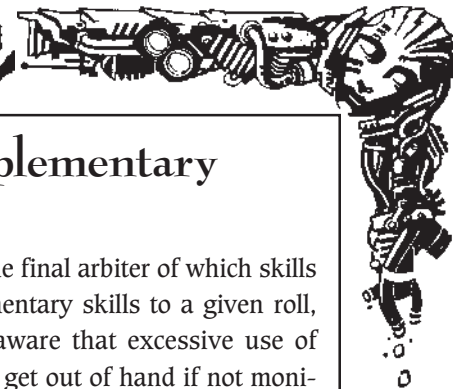 plementary
e final arbiter of which skills
mentary skills to a given roll,
aware that excessive use of
get out of hand if not moni-